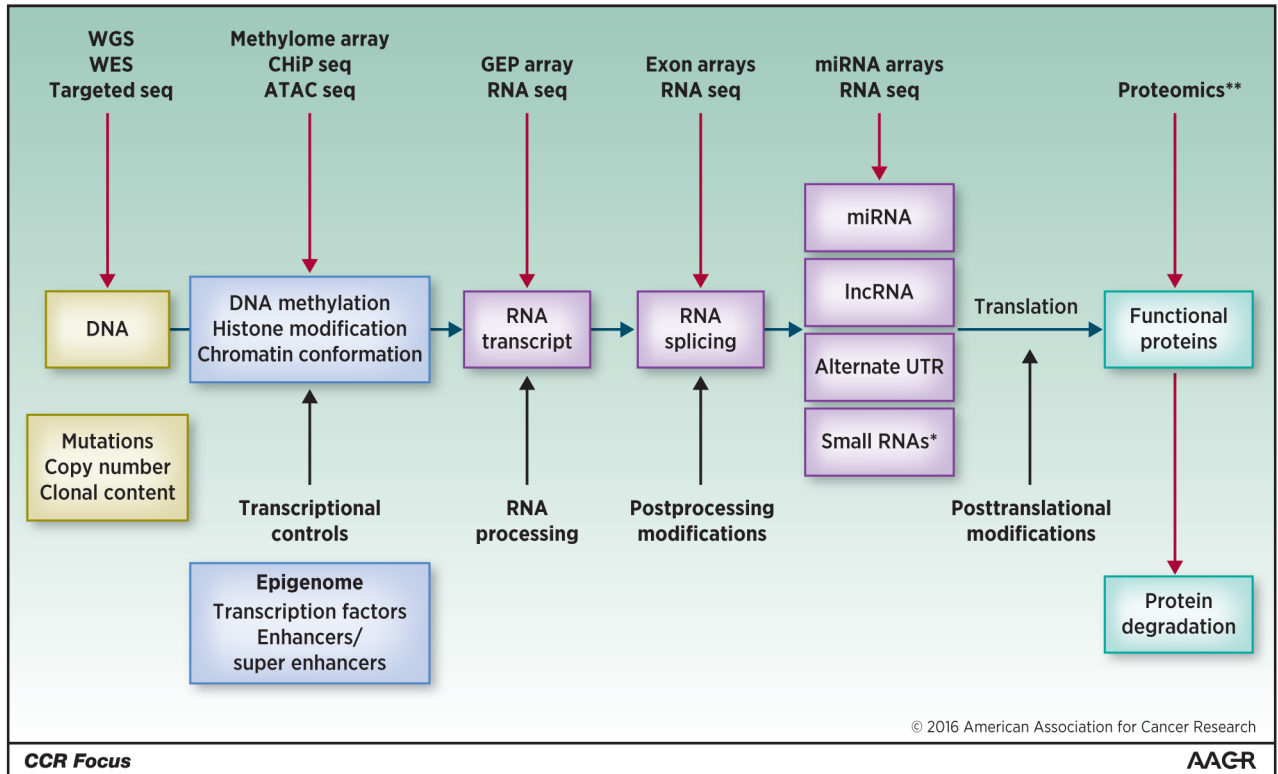 WGS
WES
Targeted seq
Methylome array
CHiP seq
ATAC seq
GEP array
RNA seq
Exon arrays
RNA seq
miRNA arrays
RNA seq
Proteomics**
DNA
DNA methylation
Histone modification
Chromatin conformation
RNA
transcript
RNA
splicing
miRNA
lncRNA
Alternate UTR
Small RNAs*
Translation
Functional
proteins
Mutations
Copy number
Clonal content
Transcriptional
controls
RNA
processing
Postprocessing
modifications
Posttranslational
modifications
Epigenome
Transcription factors
Enhancers/
super enhancers
Protein
degradation
© 2016 American Association for Cancer Research
CCR Focus
AACR